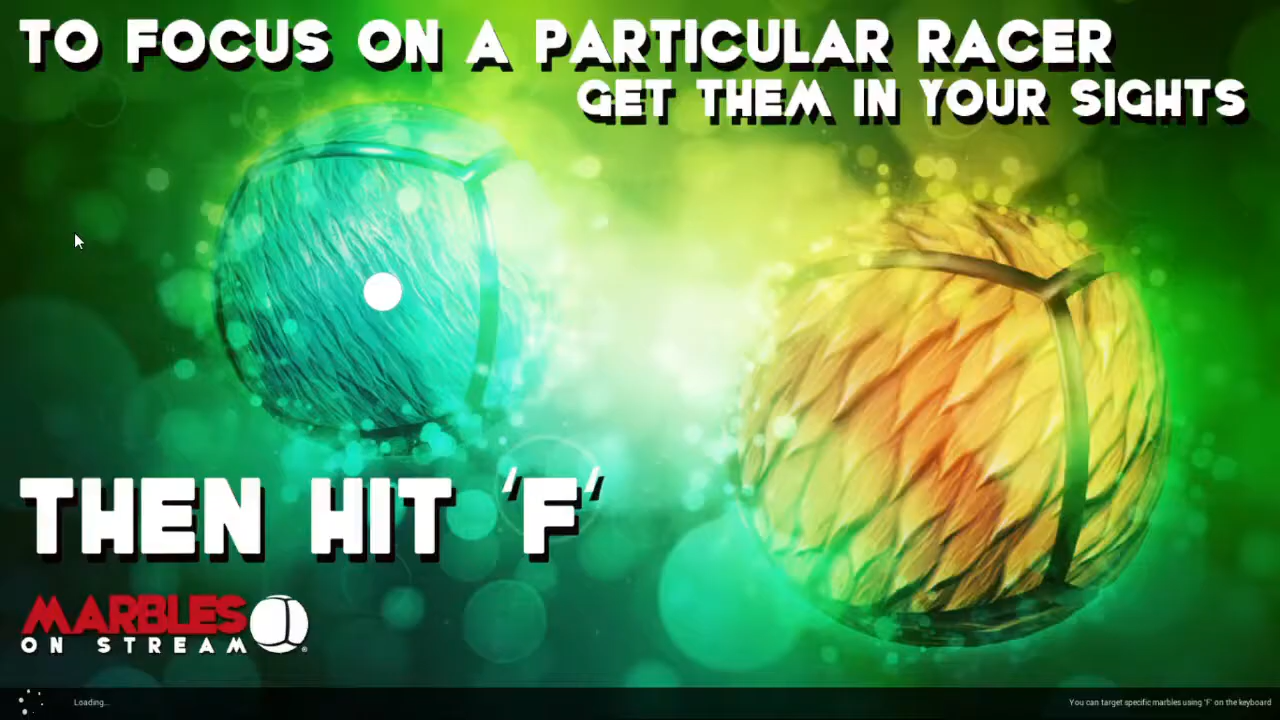 TO FOCUS ON A PARTICULAR RACER
GET THEM IN YOUR SIGHTS
THEN HIT 'F'
MARBLES
ON STREAM
Loading...
You can target specific marbles using 'F' on the keyboard